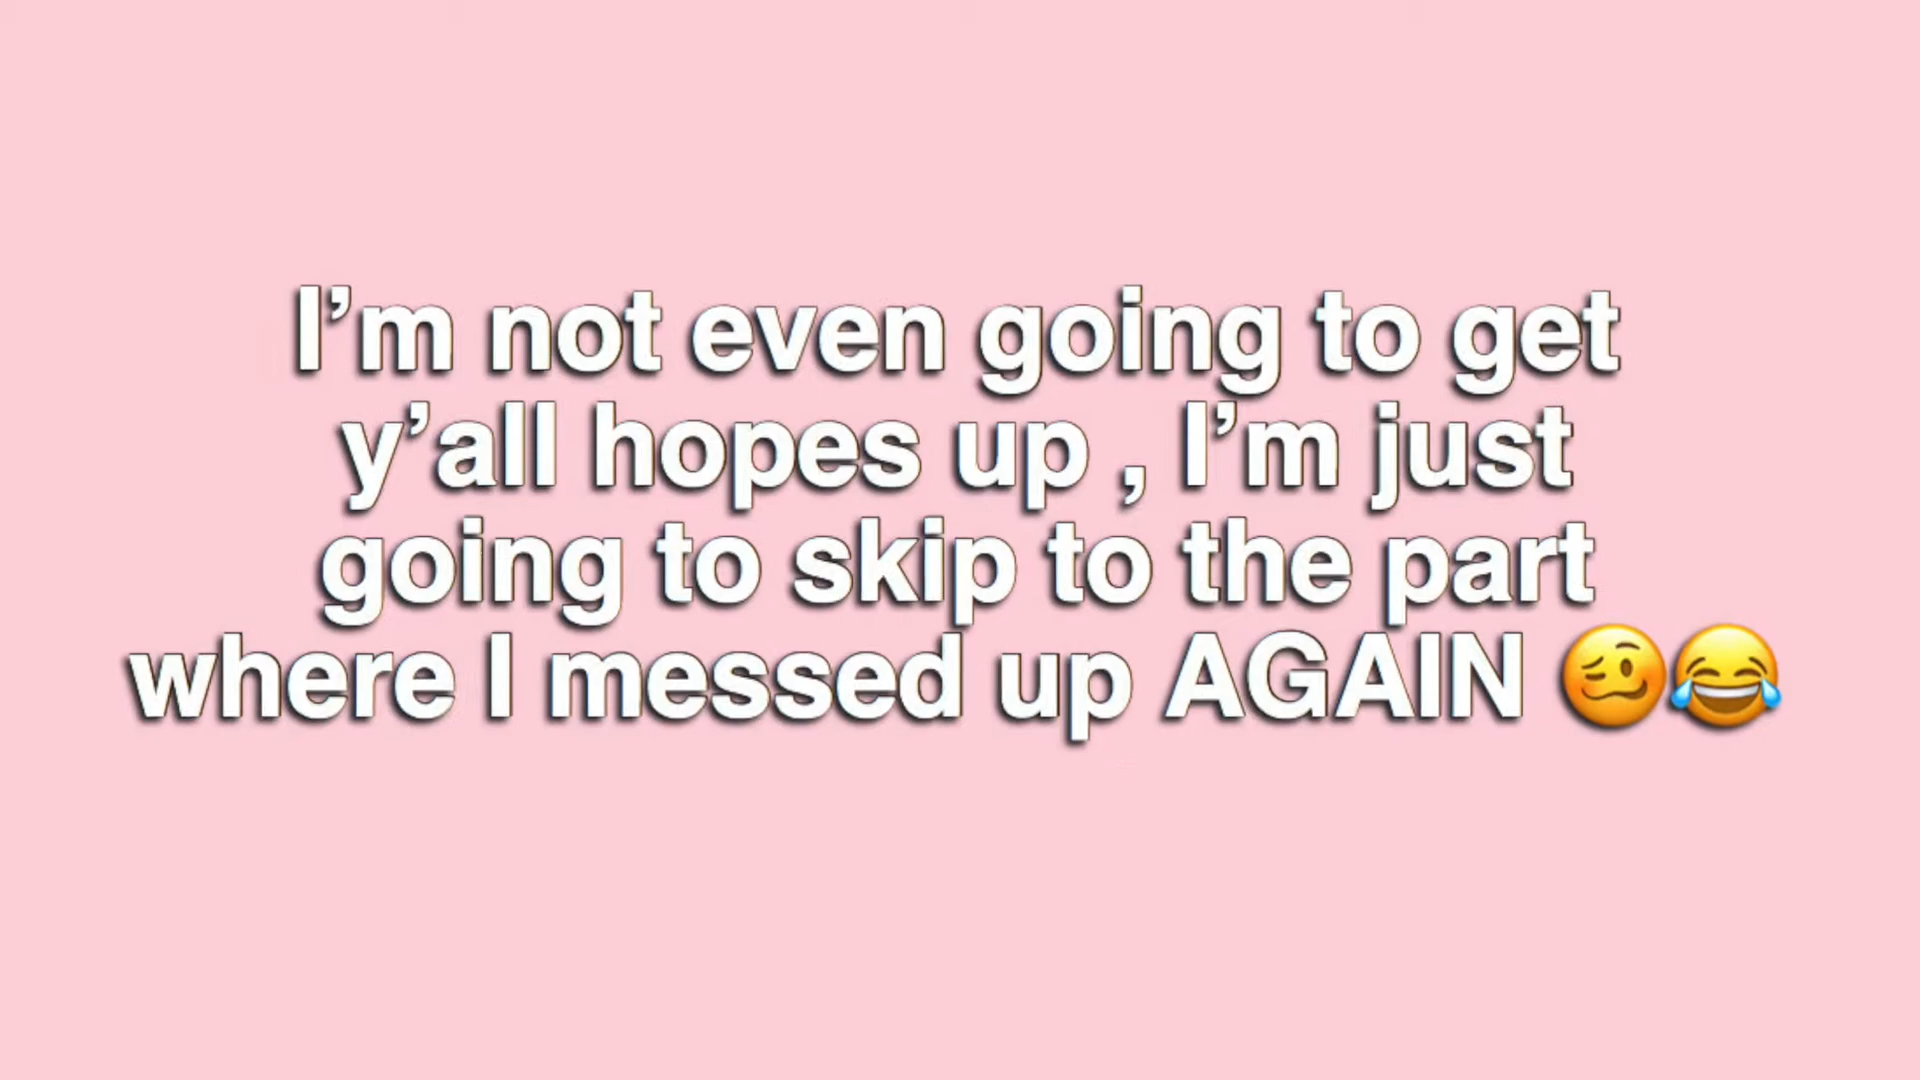 I’m not even going to get
y’all hopes up , I’m just
going to skip to the part
where I messed up AGAIN 🥴😂